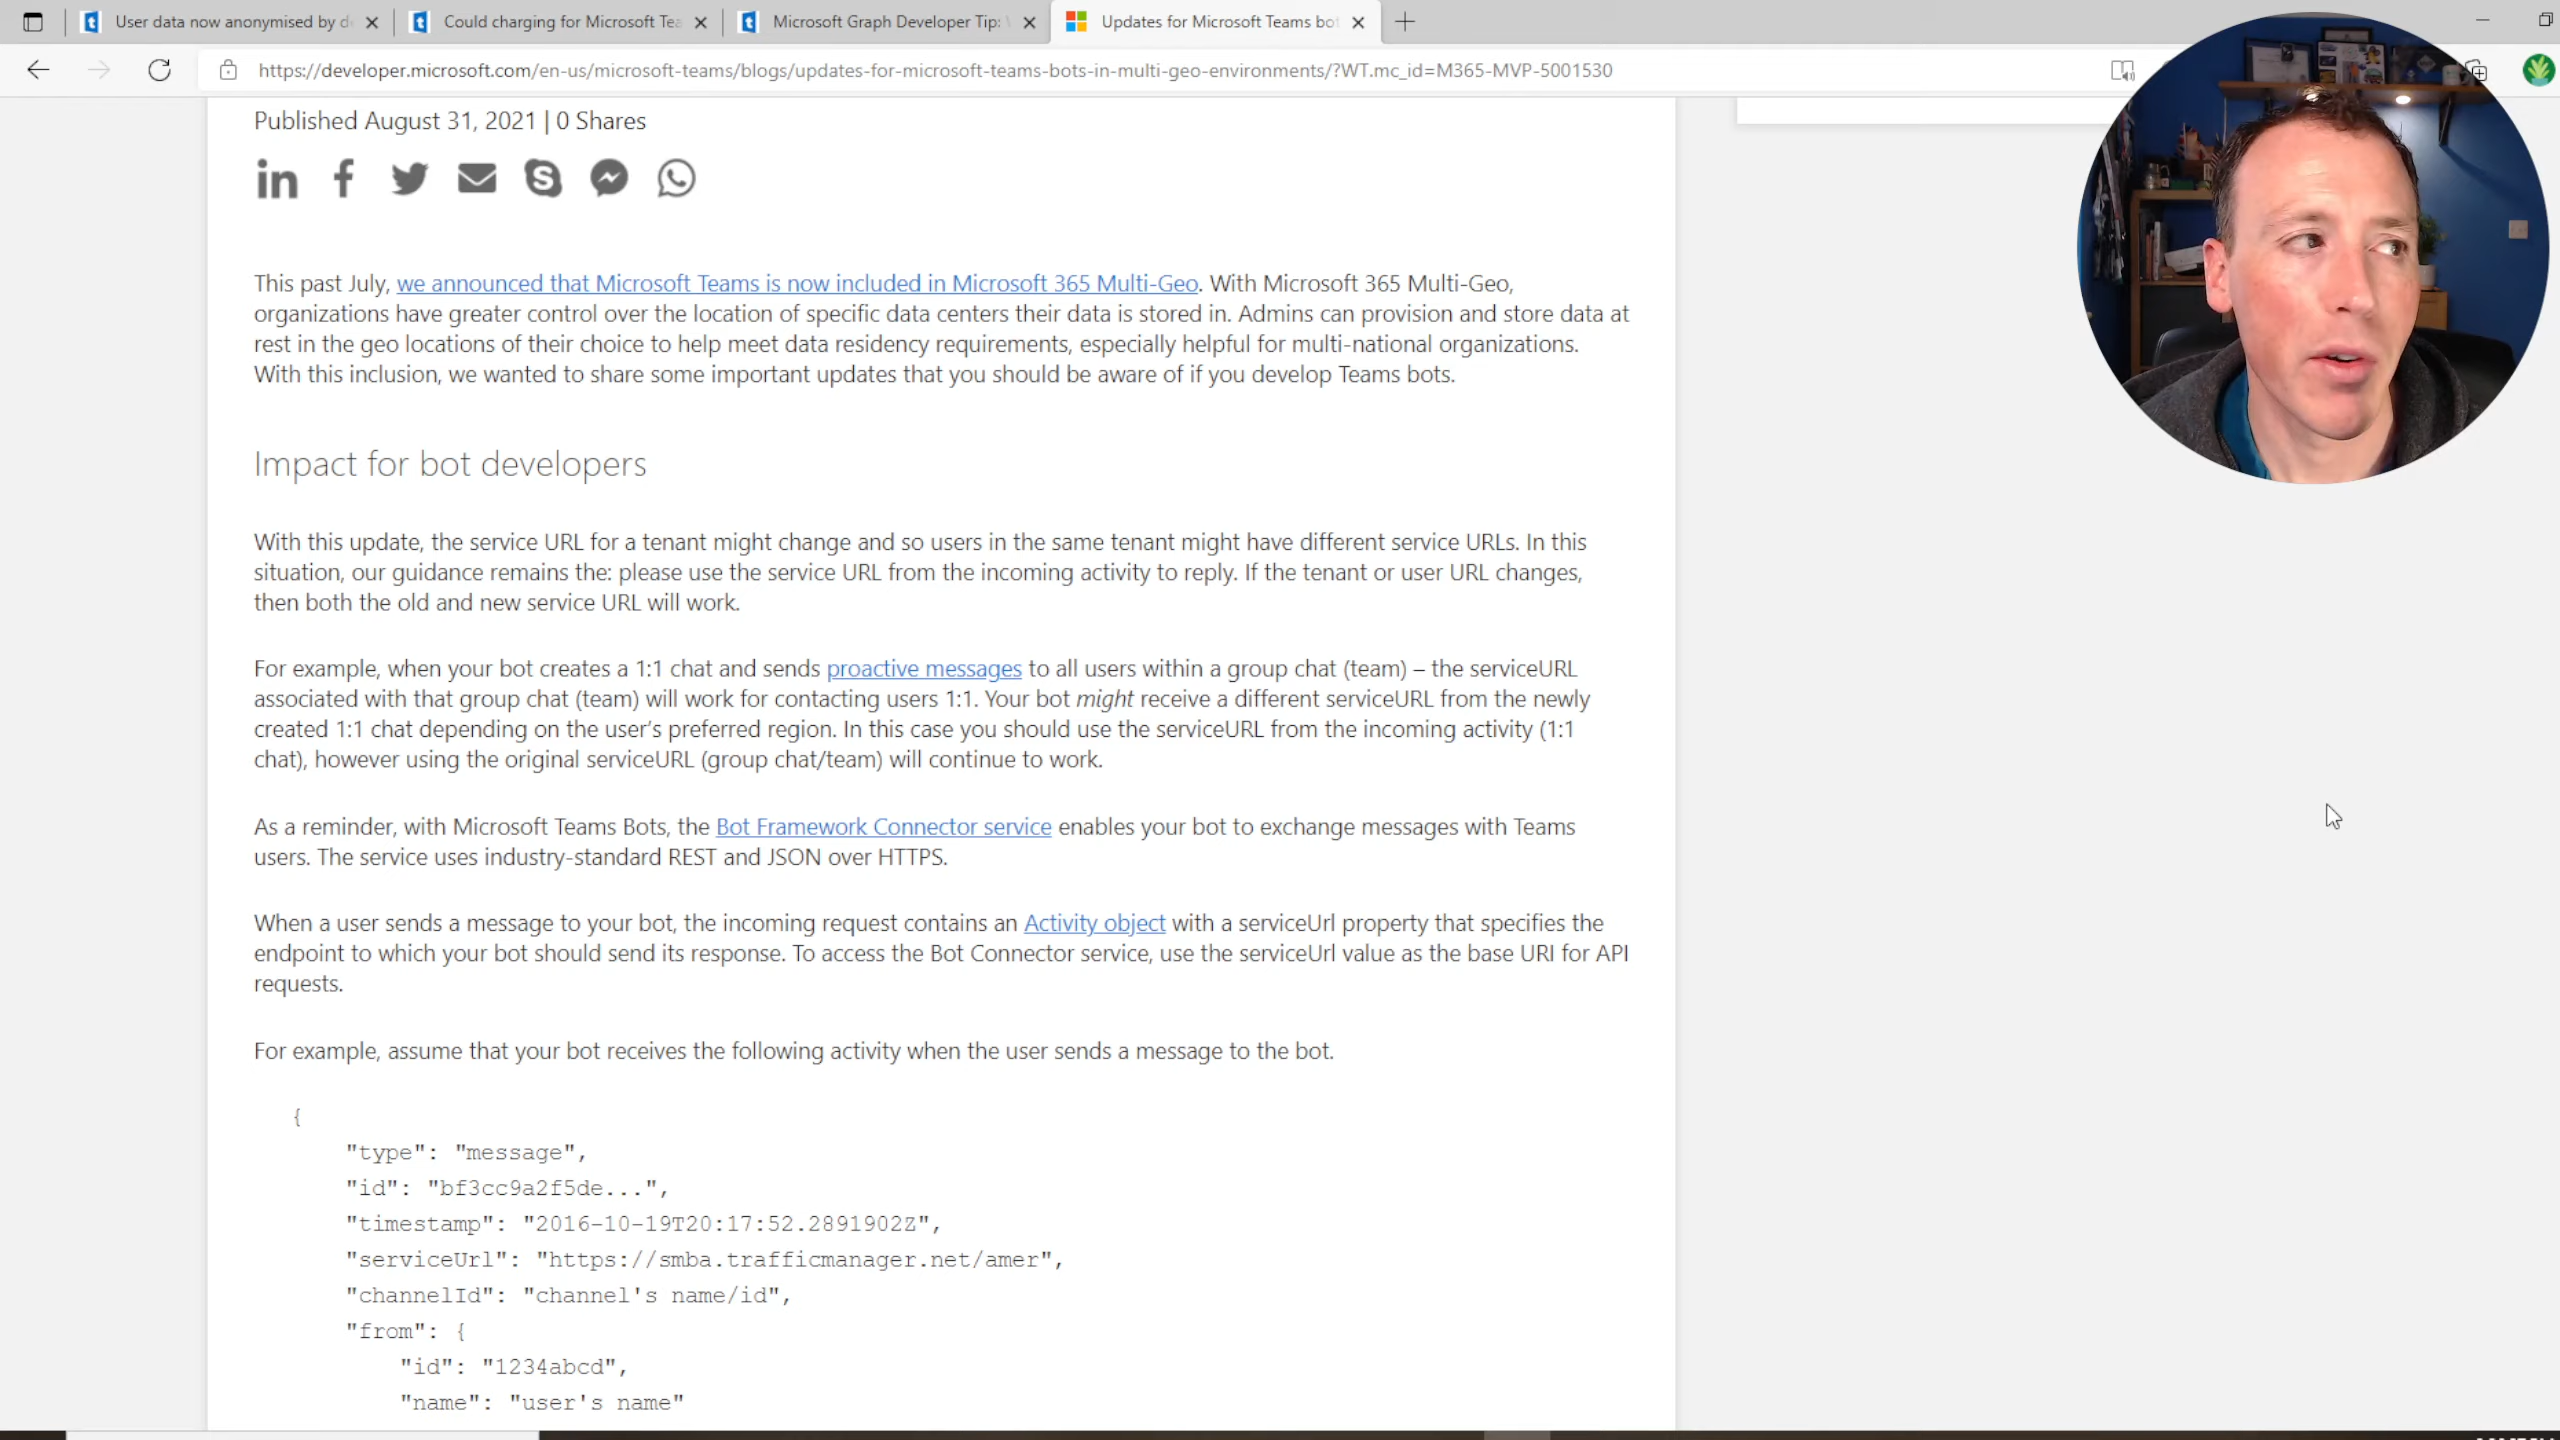 User data now anonymised by d
Could charging for Microsoft Tea
Microsoft Graph Developer Tip:
Updates for Microsoft Teams bot
https://developer.microsoft.com/en-us/microsoft-teams/blogs/updates-for-microsoft-teams-bots-in-multi-geo-environments/?WT.mc_id=M365-MVP-5001530
Published August 31, 2021 | 0 Shares
This past July, we announced that Microsoft Teams is now included in Microsoft 365 Multi-Geo. With Microsoft 365 Multi-Geo,
organizations have greater control over the location of specific data centers their data is stored in. Admins can provision and store data at
rest in the geo locations of their choice to help meet data residency requirements, especially helpful for multi-national organizations.
With this inclusion, we wanted to share some important updates that you should be aware of if you develop Teams bots.
Impact for bot developers
With this update, the service URL for a tenant might change and so users in the same tenant might have different service URLs. In this
situation, our guidance remains the: please use the service URL from the incoming activity to reply. If the tenant or user URL changes,
then both the old and new service URL will work.
For example, when your bot creates a 1:1 chat and sends proactive messages to all users within a group chat (team) – the serviceURL
associated with that group chat (team) will work for contacting users 1:1. Your bot might receive a different serviceURL from the newly
created 1:1 chat depending on the user’s preferred region. In this case you should use the serviceURL from the incoming activity (1:1
chat), however using the original serviceURL (group chat/team) will continue to work.
As a reminder, with Microsoft Teams Bots, the Bot Framework Connector service enables your bot to exchange messages with Teams
users. The service uses industry-standard REST and JSON over HTTPS.
When a user sends a message to your bot, the incoming request contains an Activity object with a serviceUrl property that specifies the
endpoint to which your bot should send its response. To access the Bot Connector service, use the serviceUrl value as the base URI for API
requests.
For example, assume that your bot receives the following activity when the user sends a message to the bot.
{
"type": "message",
"id": "bf3cc9a2f5de...",
"timestamp": "2016-10-19T20:17:52.2891902Z",
"serviceUrl": "https://smba.trafficmanager.net/amer",
"channelId": "channel's name/id",
"from": {
"id": "1234abcd",
"name": "user's name"